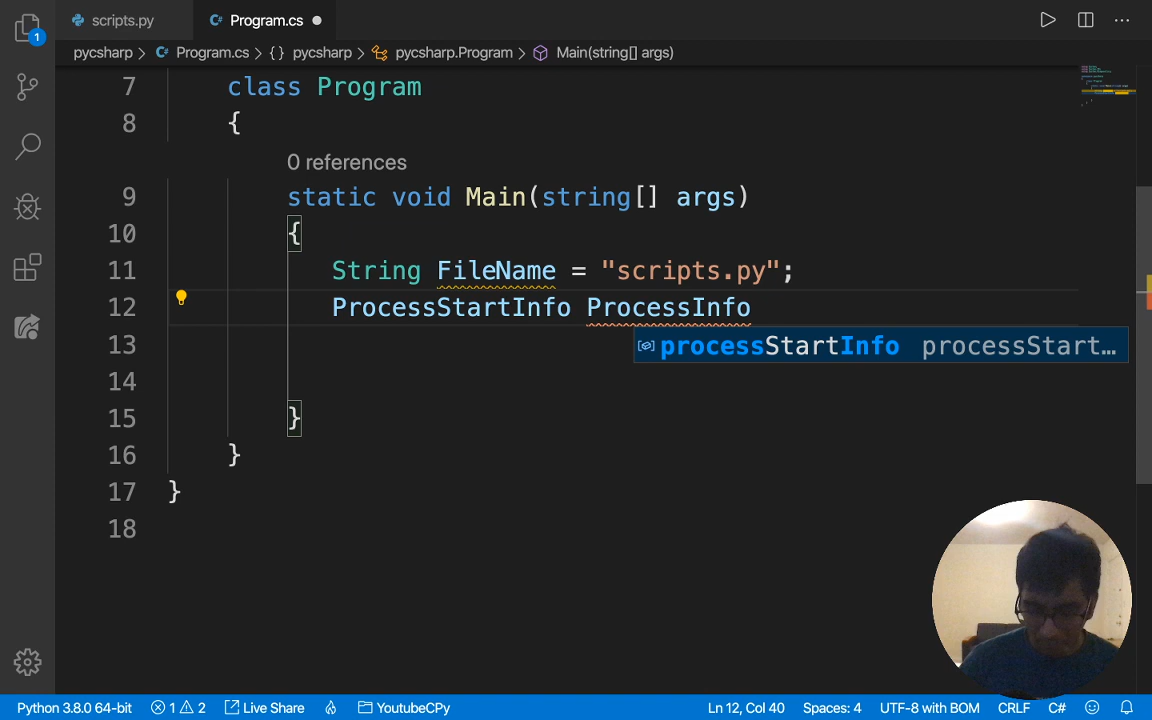 scripts.py
C# Program.cs
pycsharp > C# Program.cs > {} pycsharp > pycsharp.Program > Main(string[] args)
1
7 class Program
8 {
0 references
9 static void Main(string[] args)
10 {
11 String FileName = "scripts.py";
12 ProcessStartInfo ProcessInfo
processStartInfo processStart…
13
14
15 }
16 }
17 }
18
Python 3.8.0 64-bit 1 2 Live Share YoutubeCPy Ln 12, Col 40 Spaces: 4 UTF-8 with BOM CRLF C#